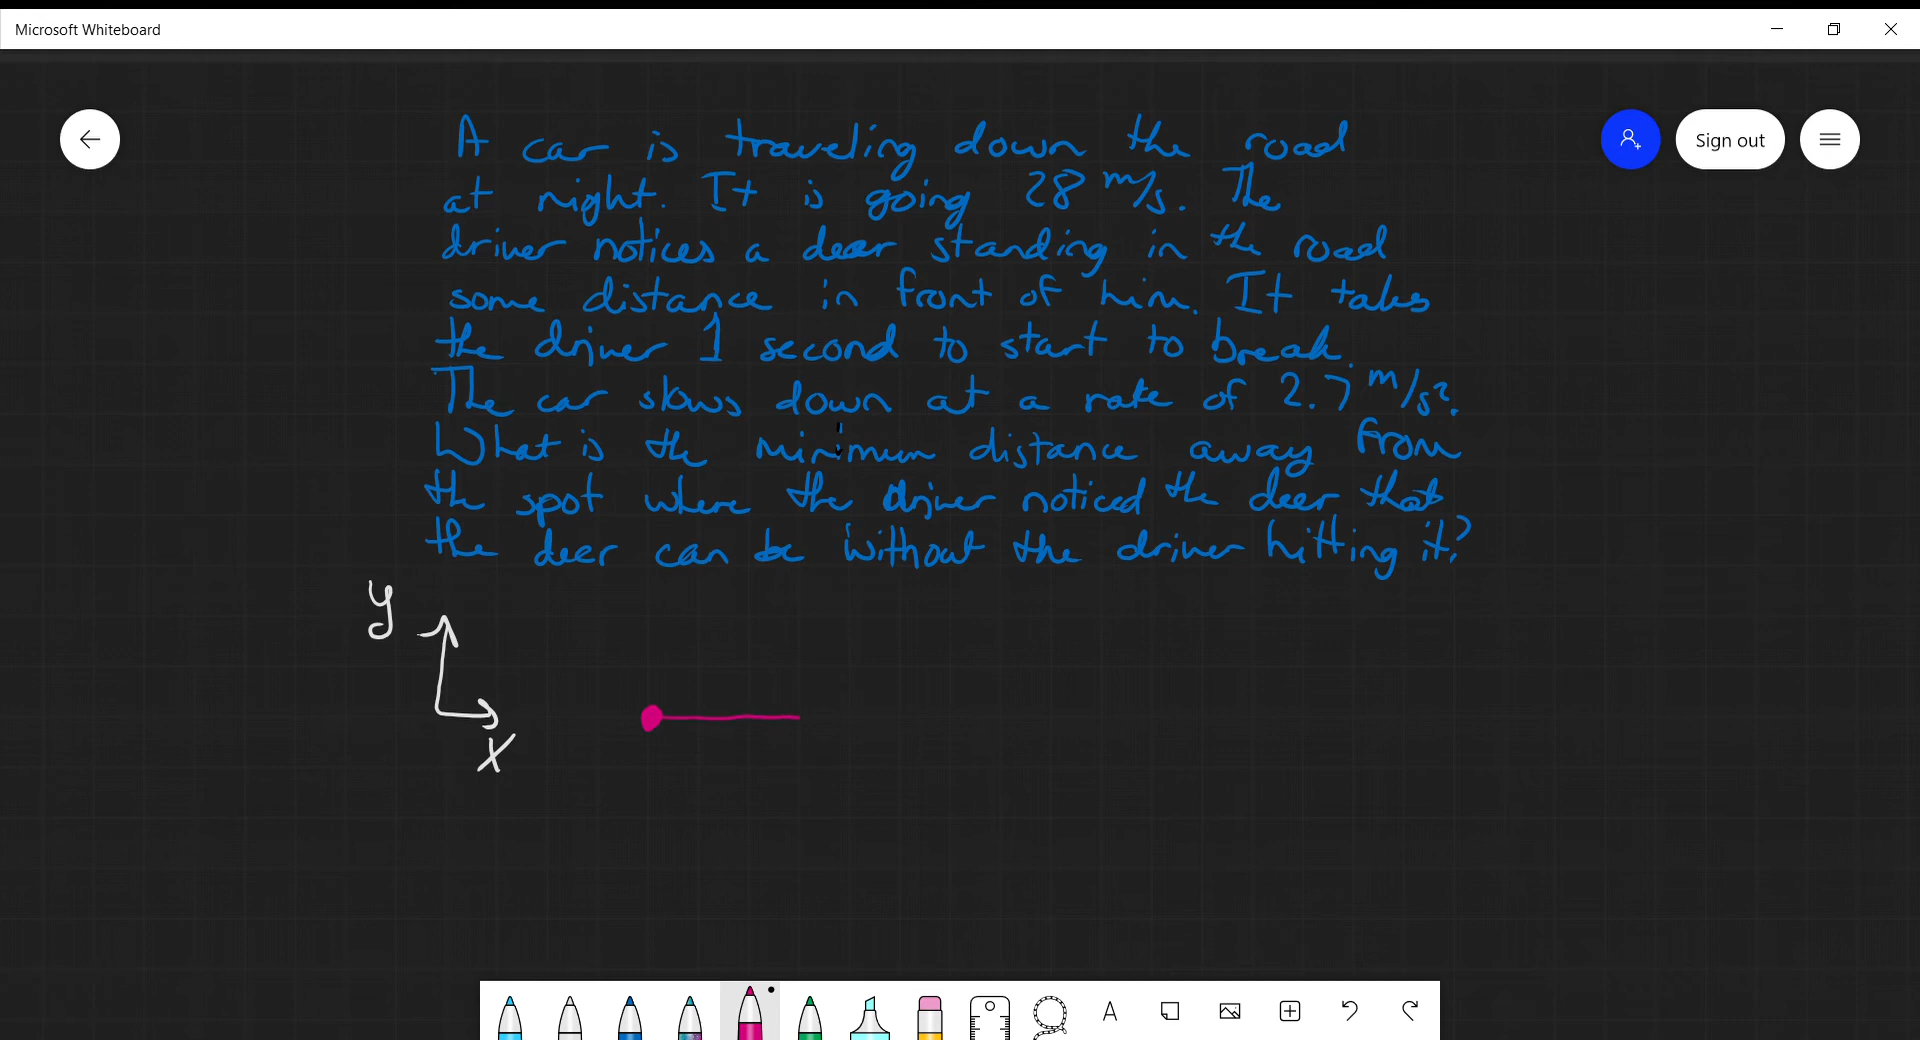 Microsoft Whiteboard
Sign out
A car is traveling down the road
at night. It is going 28 m/s. The
driver notices a deer standing in the road
some distance in front of him. It takes
the driver 1 second to start to break.
The car slows down at a rate of 2.7 m/s².
What is the minimum distance away from
the spot where the driver noticed the deer that
the deer can be without the driver hitting it?
y
x
A